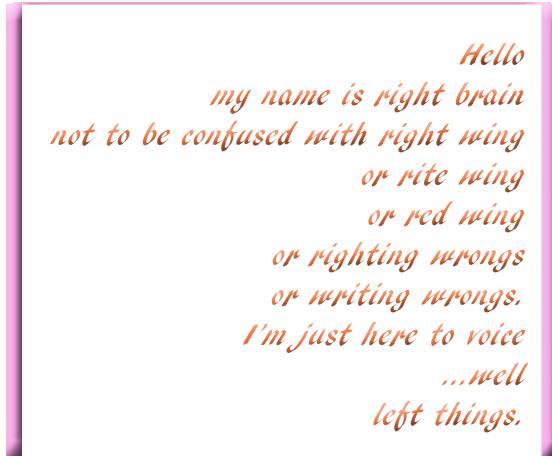 Hello
my name is right brain
not to be confused with right wing
or rite wing
or red wing
or righting wrongs
or writing wrongs.
I'm just here to voice
...well
left things.